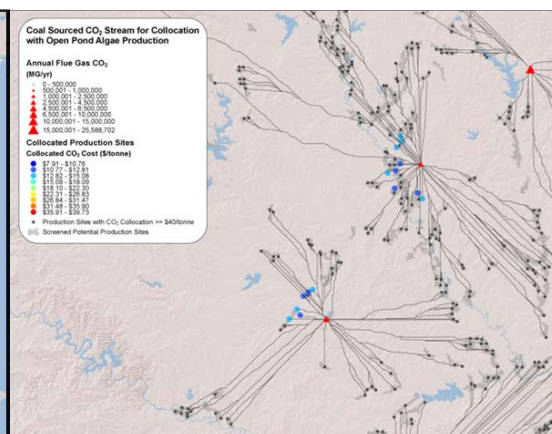 Coal Sourced CO₂ Stream for Collocation
with Open Pond Algae Production
Annual Flue Gas CO₂
(MG/yr)
0 - 500,000
500,001 - 1,000,000
1,000,001 - 2,500,000
2,500,001 - 4,500,000
4,500,001 - 6,500,000
6,500,001 - 10,000,000
10,000,001 - 15,000,000
15,000,001 - 25,588,702
Collocated Production Sites
Collocated CO₂ Cost ($/tonne)
$7.91 - $10.76
$10.77 - $12.81
$12.82 - $15.08
$15.09 - $18.09
$18.10 - $22.30
$22.31 - $26.83
$26.84 - $31.47
$31.48 - $35.90
$35.91 - $39.73
Production Sites with CO₂ Collocation >= $40/tonne
Screened Potential Production Sites